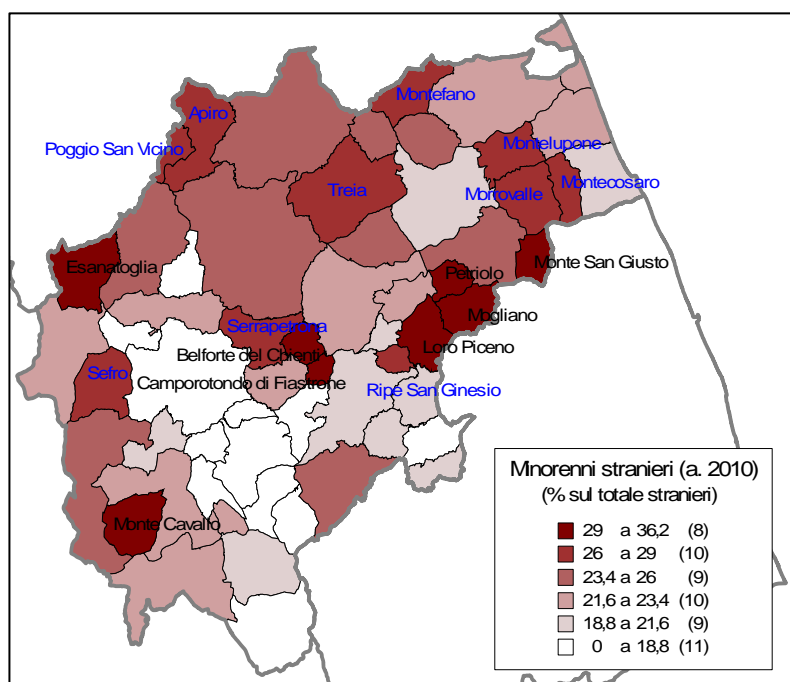 Montefano
Apiro
Montelupone
Poggio San Vicino
Treia
Morrovalle
Montecosaro
Esanatoglia
Monte San Giusto
Petriolo
Mogliano
Serrapetrona
Loro Piceno
Belforte del Chienti
Sefro
Camporotondo di Fiastrone
Ripe San Ginesio
Monte Cavallo
Minorenni stranieri (a. 2010)
(% sul totale stranieri)
29 a 36,2 (8)
26 a 29 (10)
23,4 a 26 (9)
21,6 a 23,4 (10)
18,8 a 21,6 (9)
0 a 18,8 (11)